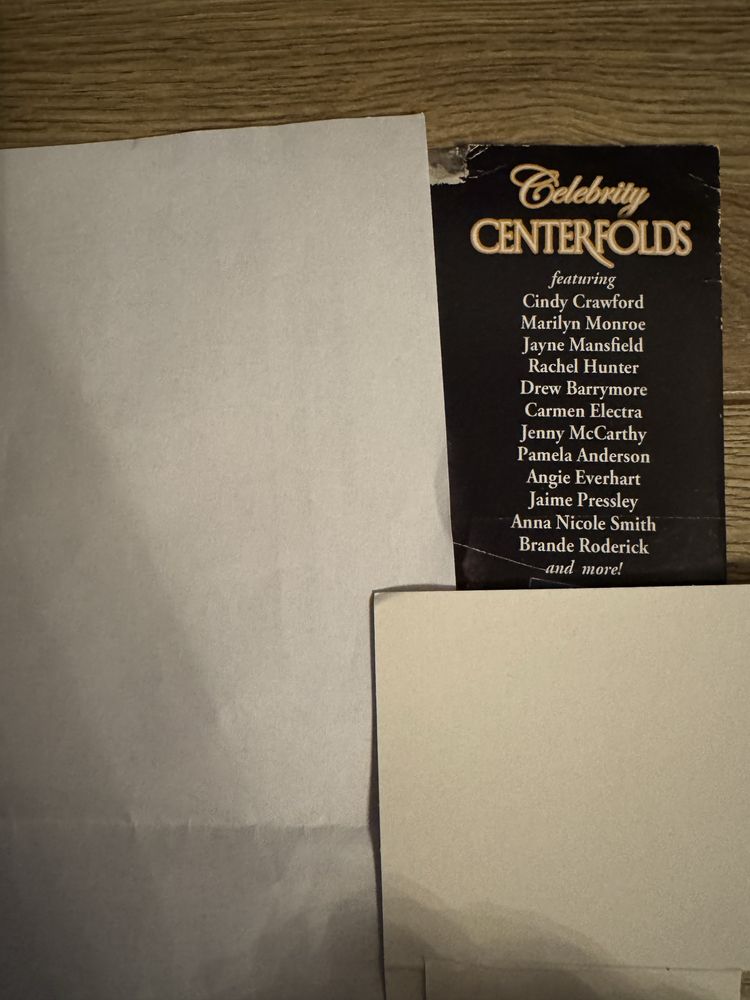 Celebrity
CENTERFOLDS
featuring
Cindy Crawford
Marilyn Monroe
Jayne Mansfield
Rachel Hunter
Drew Barrymore
Carmen Electra
Jenny McCarthy
Pamela Anderson
Angie Everhart
Jaime Pressley
Anna Nicole Smith
Brande Roderick
and more!